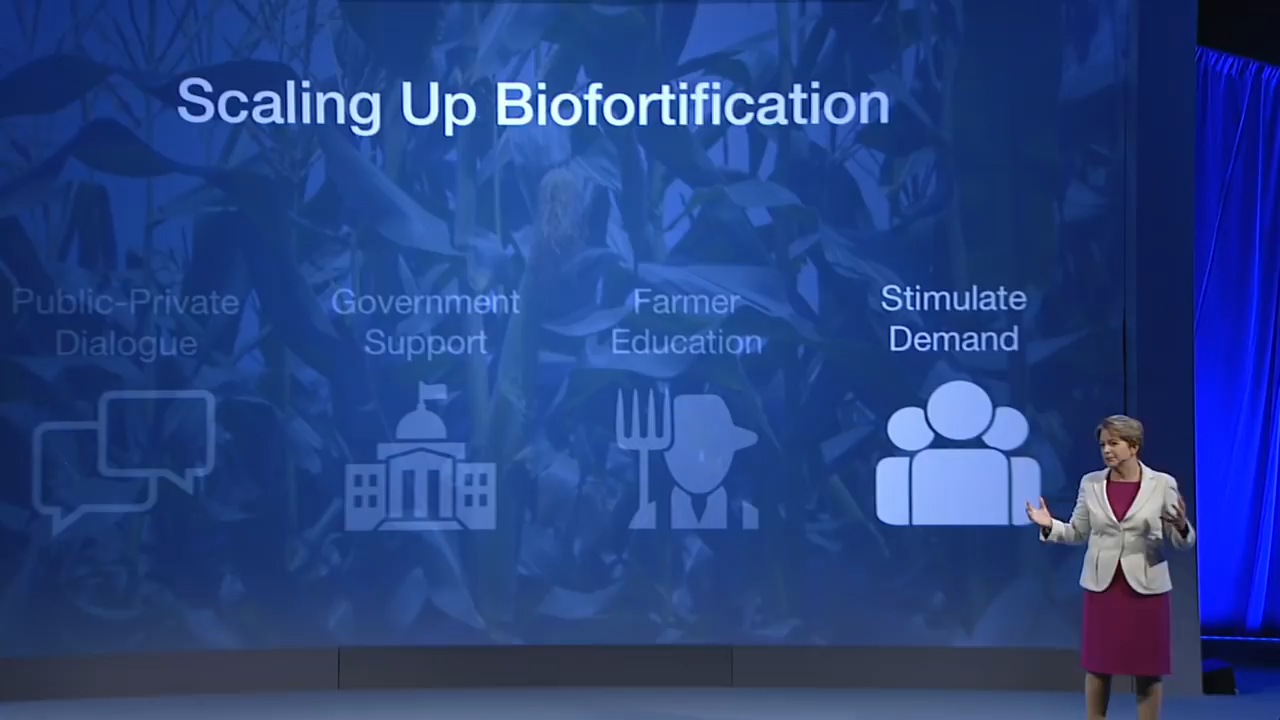 Scaling Up Biofortification
Public-Private
Dialogue
Government
Support
Farmer
Education
Stimulate
Demand